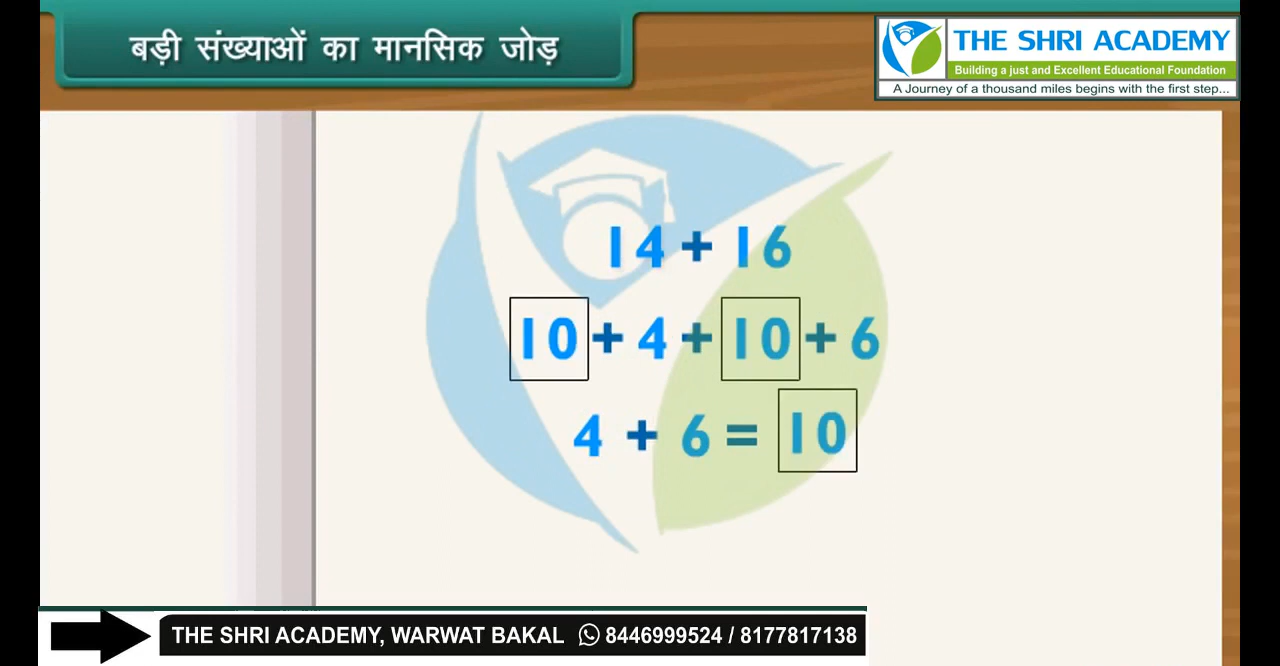 बड़ी संख्याओं का मानसिक जोड़
THE SHRI ACADEMY
Building a just and Excellent Educational Foundation
A Journey of a thousand miles begins with the first step...
14 + 16
10 + 4 + 10 + 6
4 + 6 = 10
THE SHRI ACADEMY, WARWAT BAKAL 8446999524 / 8177817138